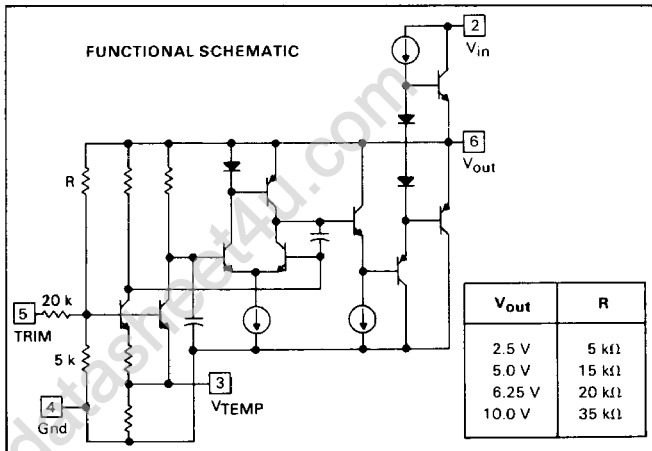 FUNCTIONAL SCHEMATIC
2
Vin
6
Vout
R
5
20 k
TRIM
5 k
3
VTEMP
4
Gnd
Vout R
2.5 V 5 kΩ
5.0 V 15 kΩ
6.25 V 20 kΩ
10.0 V 35 kΩ
datasheet4u.com